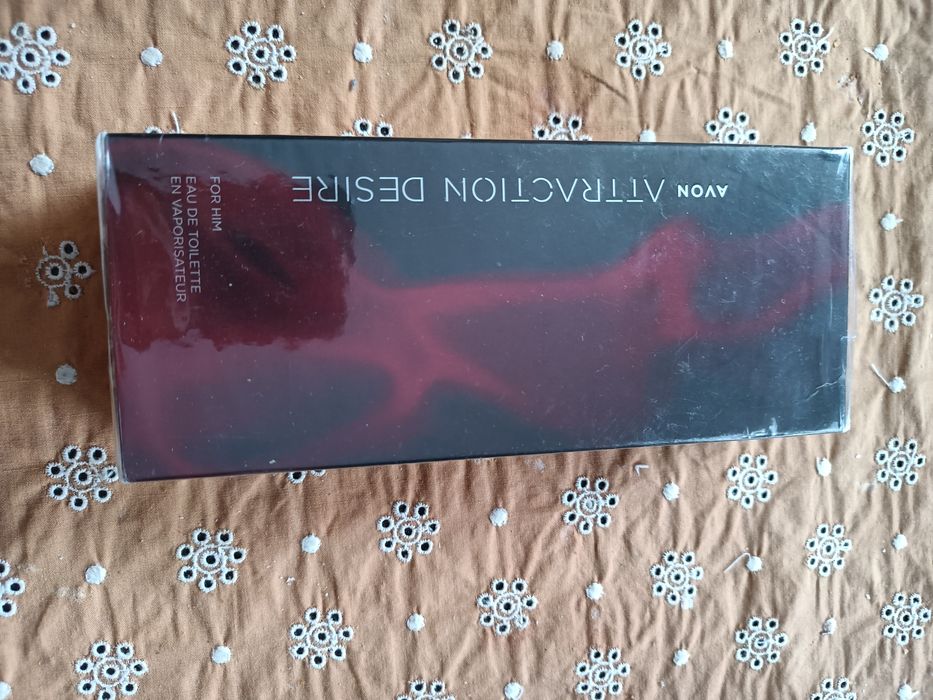 AVON ATTRACTION DESIRE
FOR HIM
EAU DE TOILETTE
EN VAPORISATEUR